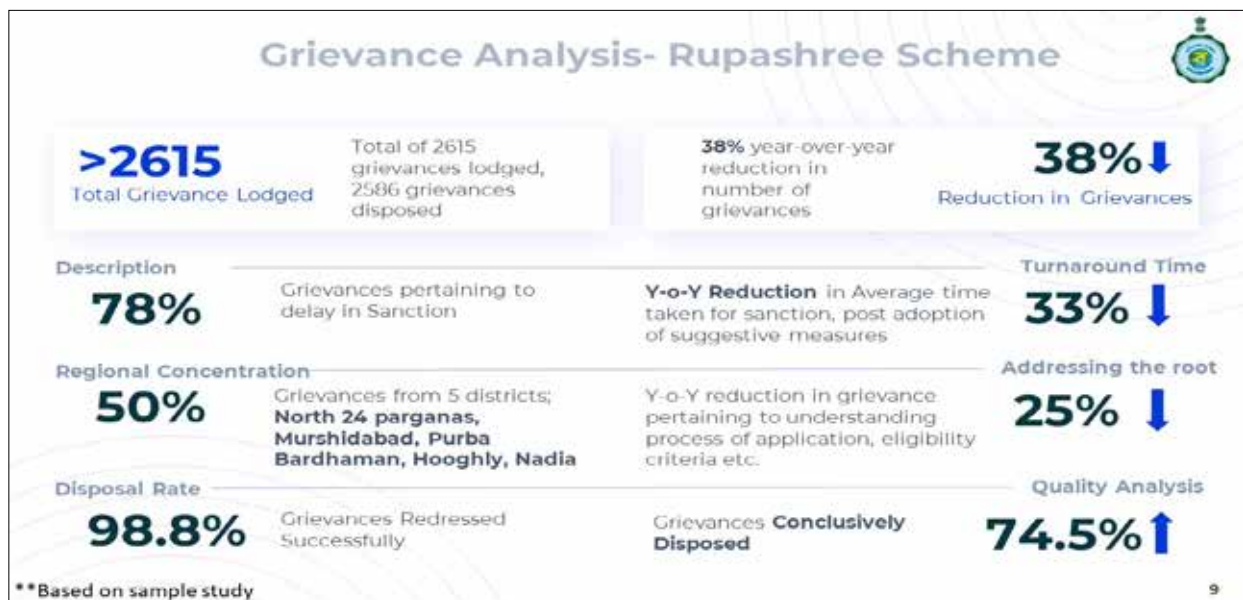 Grievance Analysis- Rupashree Scheme
>2615
Total Grievance Lodged
Total of 2615
grievances lodged,
2586 grievances
disposed
38% year-over-year
reduction in
number of
grievances
38%
Reduction in Grievances
Description
78%
Grievances pertaining to
delay in Sanction
Turnaround Time
Y-o-Y Reduction in Average time
taken for sanction, post adoption
of suggestive measures
33%
Regional Concentration
50%
Grievances from 5 districts;
North 24 parganas,
Murshidabad, Purba
Bardhaman, Hooghly, Nadia
Addressing the root
Y-o-Y reduction in grievance
pertaining to understanding
process of application, eligibility
criteria etc.
25%
Disposal Rate
98.8%
Grievances Redressed
Successfully
Quality Analysis
Grievances Conclusively
Disposed
74.5%
**Based on sample study
9